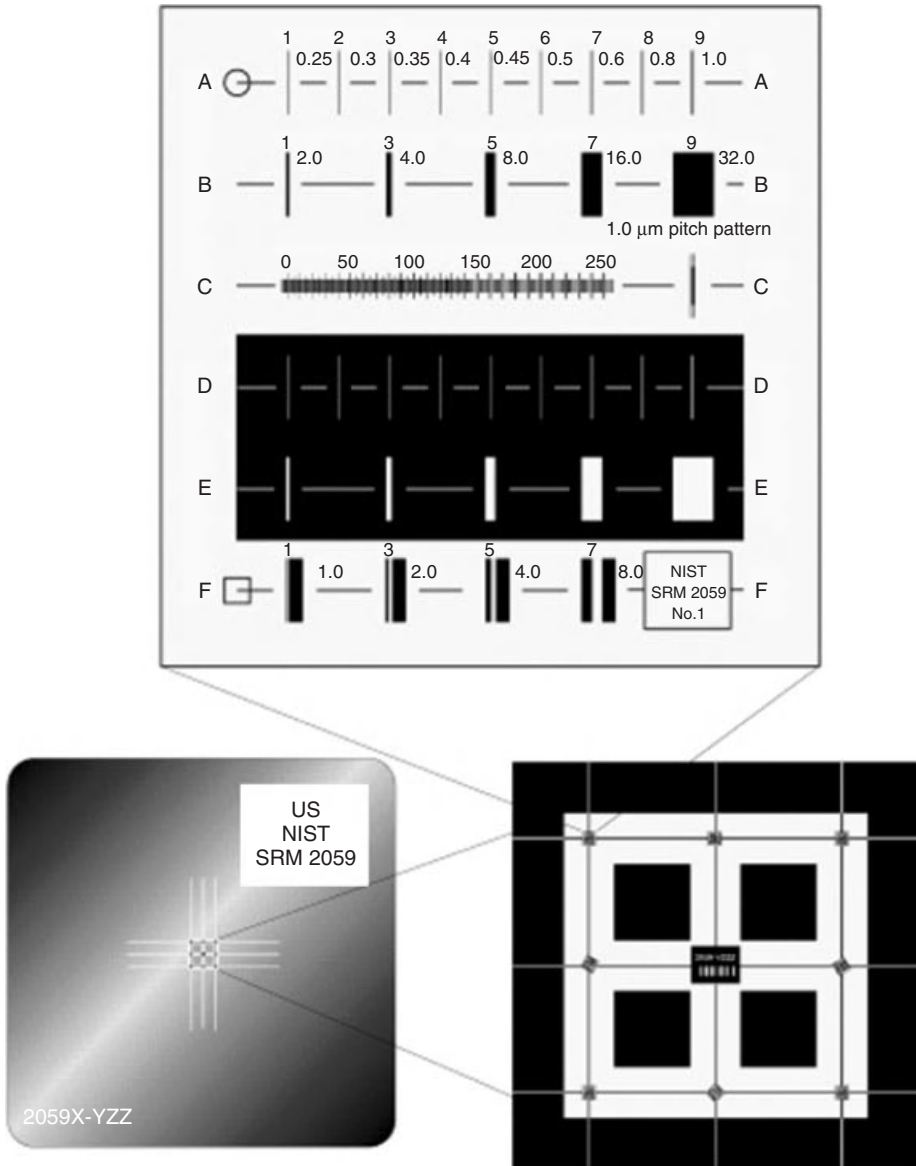 1 2 3 4 5 6 7 8 9
0.25 0.3 0.35 0.4 0.45 0.5 0.6 0.8 1.0
A A
1 3 5 7 9
2.0 4.0 8.0 16.0 32.0
B B
1.0 μm pitch pattern
0 50 100 150 200 250
C C
D D
E E
1 3 5 7
1.0 2.0 4.0 8.0
F F
NIST
SRM 2059
No.1
US
NIST
SRM 2059
2059X-YZZ